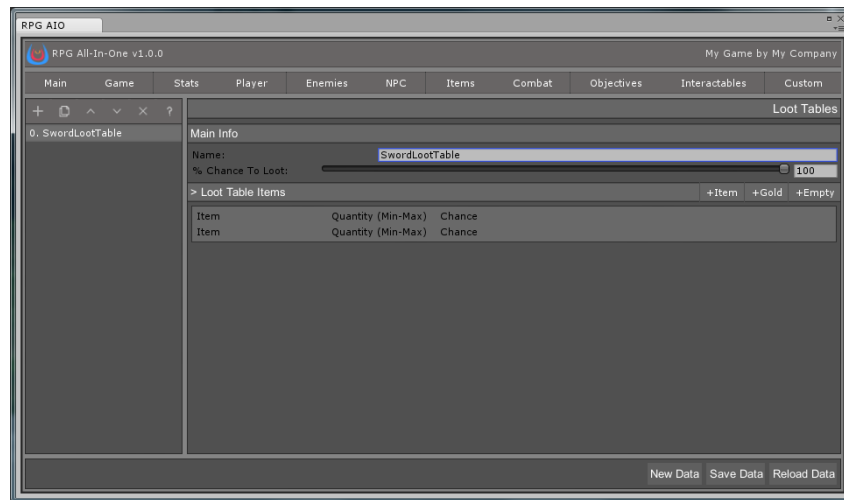 RPG AIO
RPG All-In-One v1.0.0 My Game by My Company
Main Game Stats Player Enemies NPC Items Combat Objectives Interactables Custom
+ ^ v X ? Loot Tables
0. SwordLootTable
Main Info
Name: SwordLootTable
% Chance To Loot: 100
> Loot Table Items +Item +Gold +Empty
Item Quantity (Min-Max) Chance
Item Quantity (Min-Max) Chance
New Data Save Data Reload Data